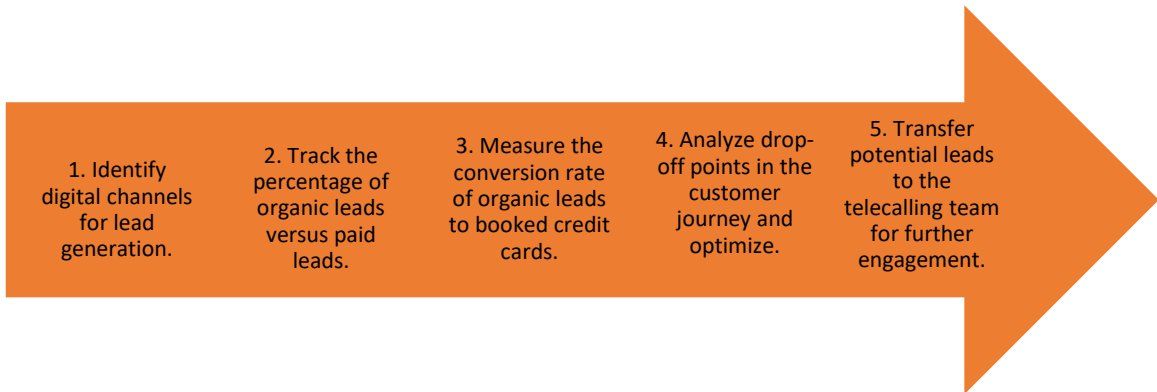 1. Identify
digital channels
for lead
generation.
2. Track the
percentage of
organic leads
versus paid
leads.
3. Measure the
conversion rate
of organic leads
to booked credit
cards.
4. Analyze drop-
off points in the
customer
journey and
optimize.
5. Transfer
potential leads
to the
telecalling team
for further
engagement.